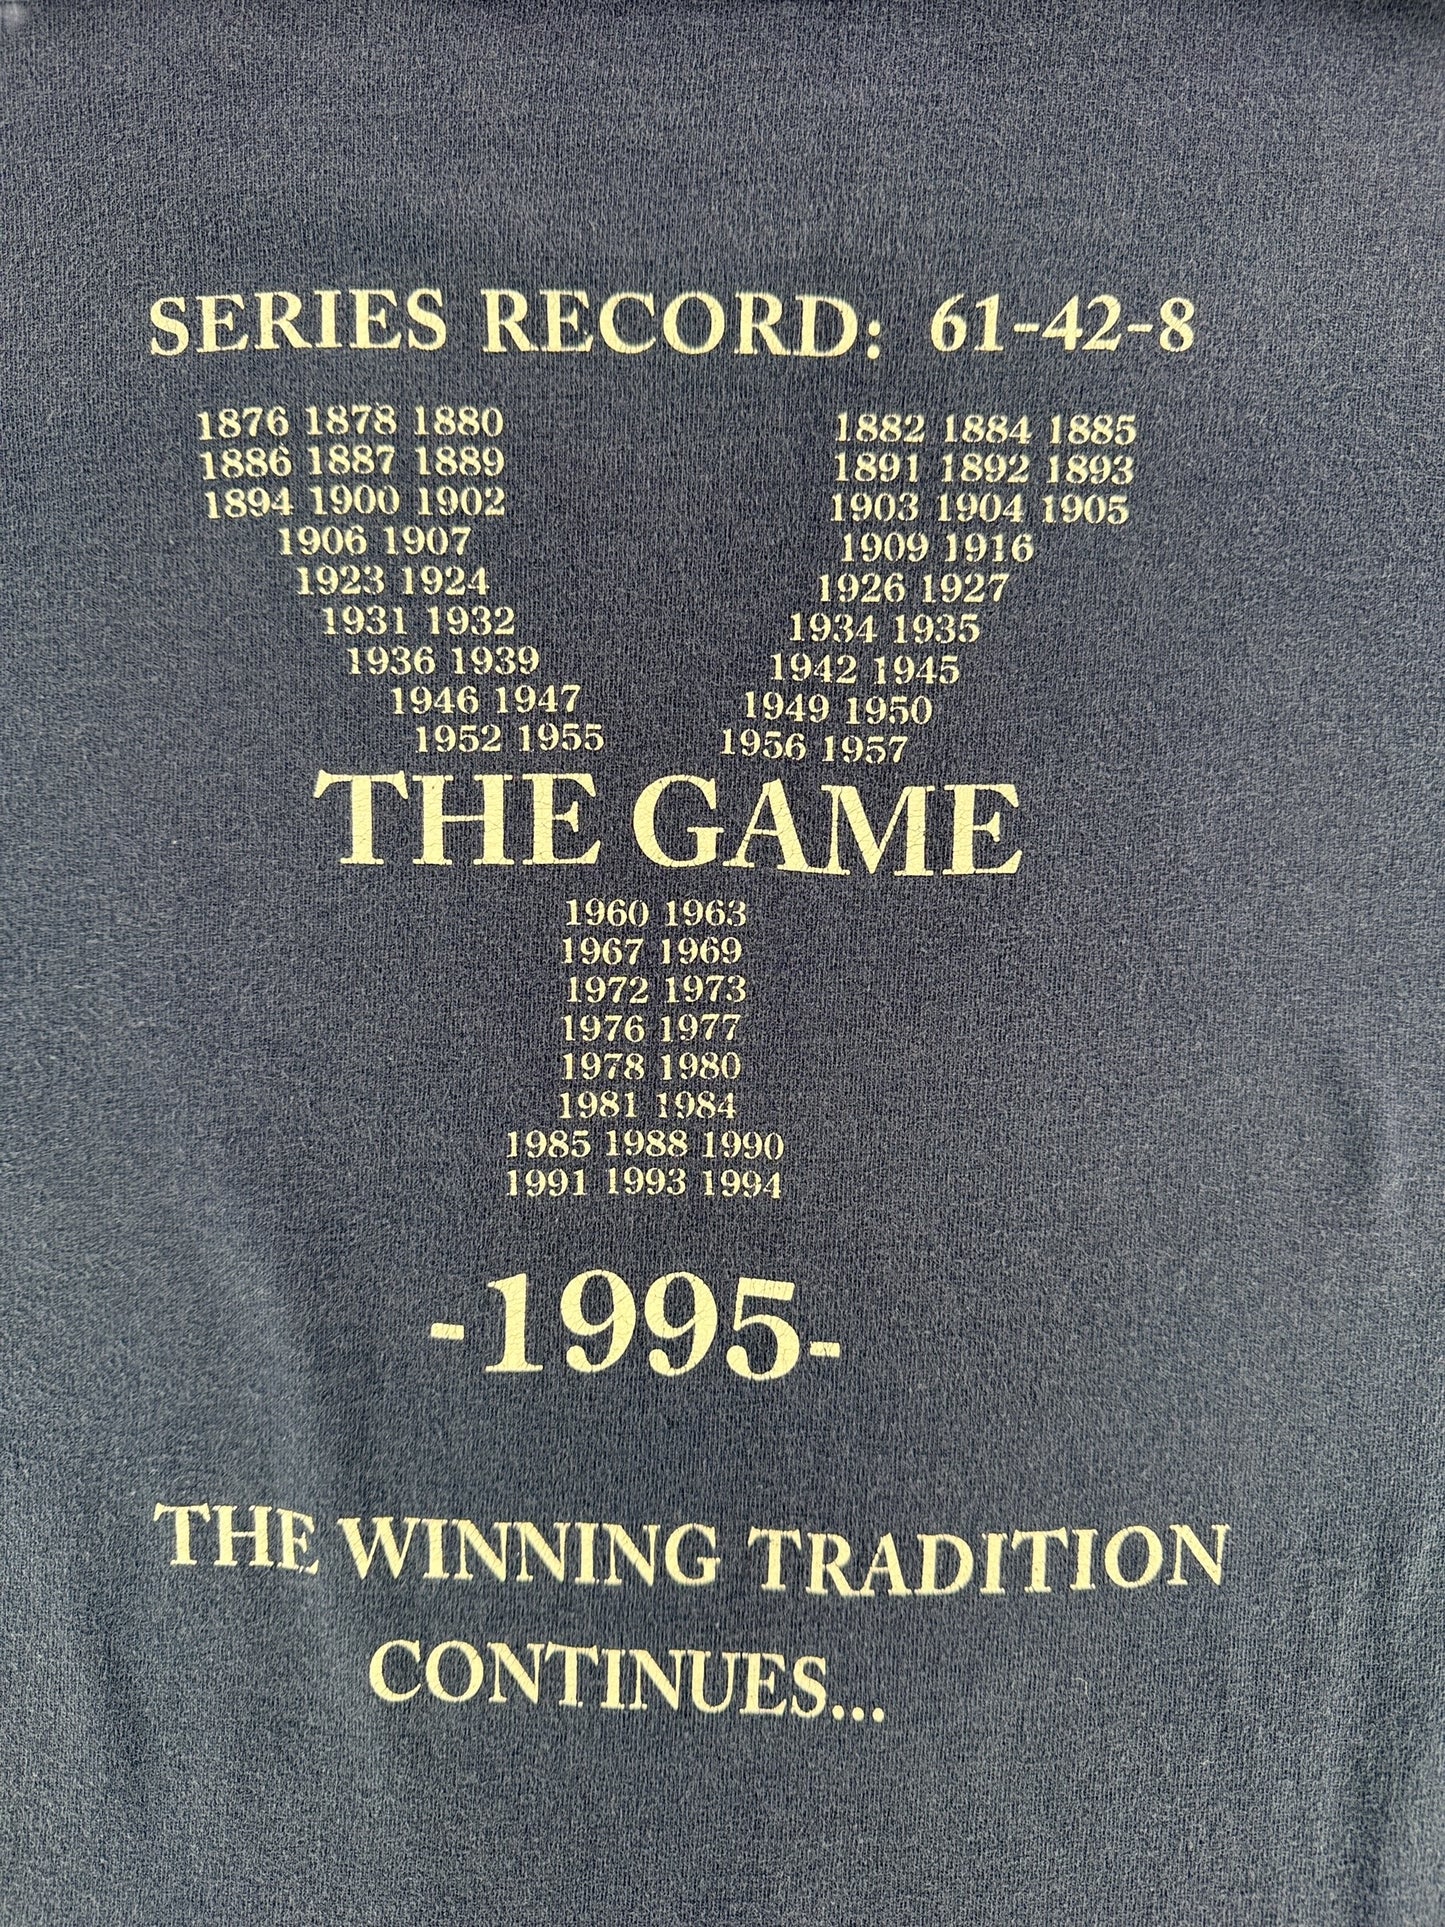 SERIES RECORD: 61-42-8
1876 1878 1880 1882 1884 1885
1886 1887 1889 1891 1892 1893
1894 1900 1902 1903 1904 1905
1906 1907 1909 1916
1923 1924 1926 1927
1931 1932 1934 1935
1936 1939 1942 1945
1946 1947 1949 1950
1952 1955 1956 1957
THE GAME
1960 1963
1967 1969
1972 1973
1976 1977
1978 1980
1981 1984
1985 1988 1990
1991 1993 1994
-1995-
THE WINNING TRADITION
CONTINUES...